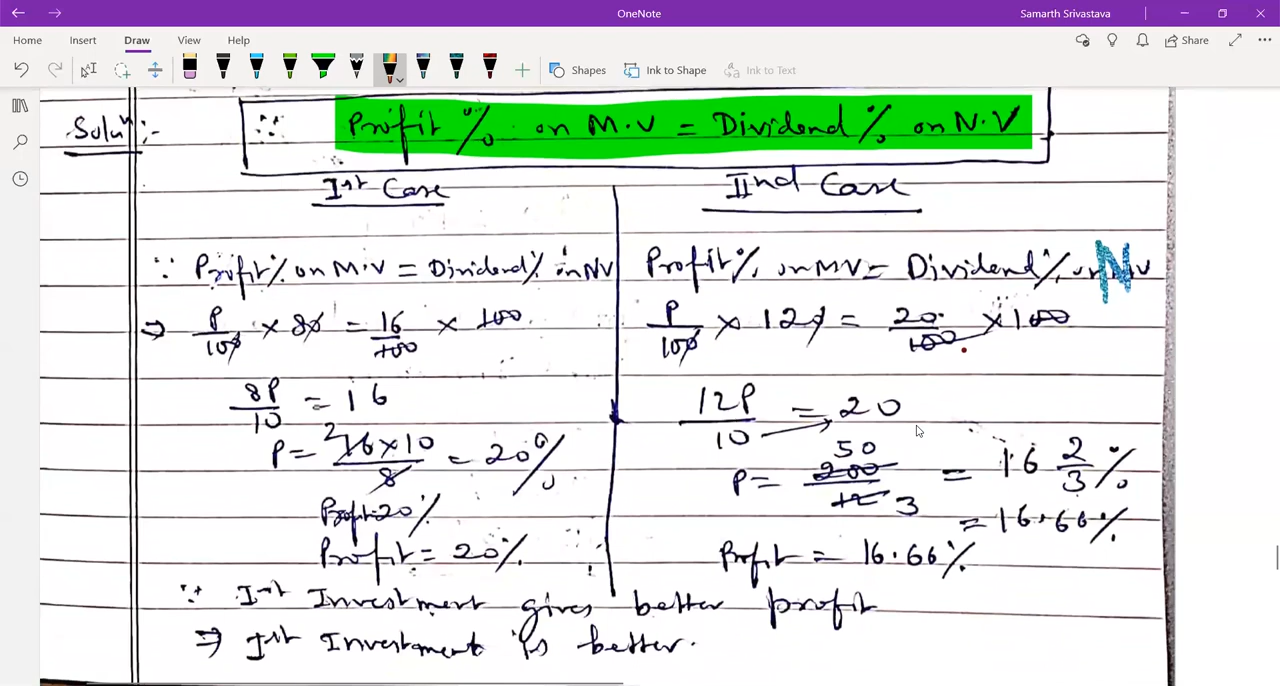 OneNote
Samarth Srivastava
Home Insert Draw View Help
Share
Shapes Ink to Shape Ink to Text
Soluⁿ :-
∵ Profit % on M.V = Dividend % on N.V
Iˢᵗ Case
∵ Profit % on M.V = Dividend % on NV
⇒ P/100 × 80 = 16/100 × 100
8P/10 = 16
P = 2 16×10/8 = 20%
Profit 20%
Profit = 20%.
IInd Case
Profit % on MV = Dividend % on NV
P/100 × 120 = 20/100 × 100
12P/10 = 20
P = 50 200/12 3 = 16 2/3 %
= 16.66%
Profit = 16.66%
∵ Iˢᵗ Investment gives better profit
⇒ Iˢᵗ Investment is better.